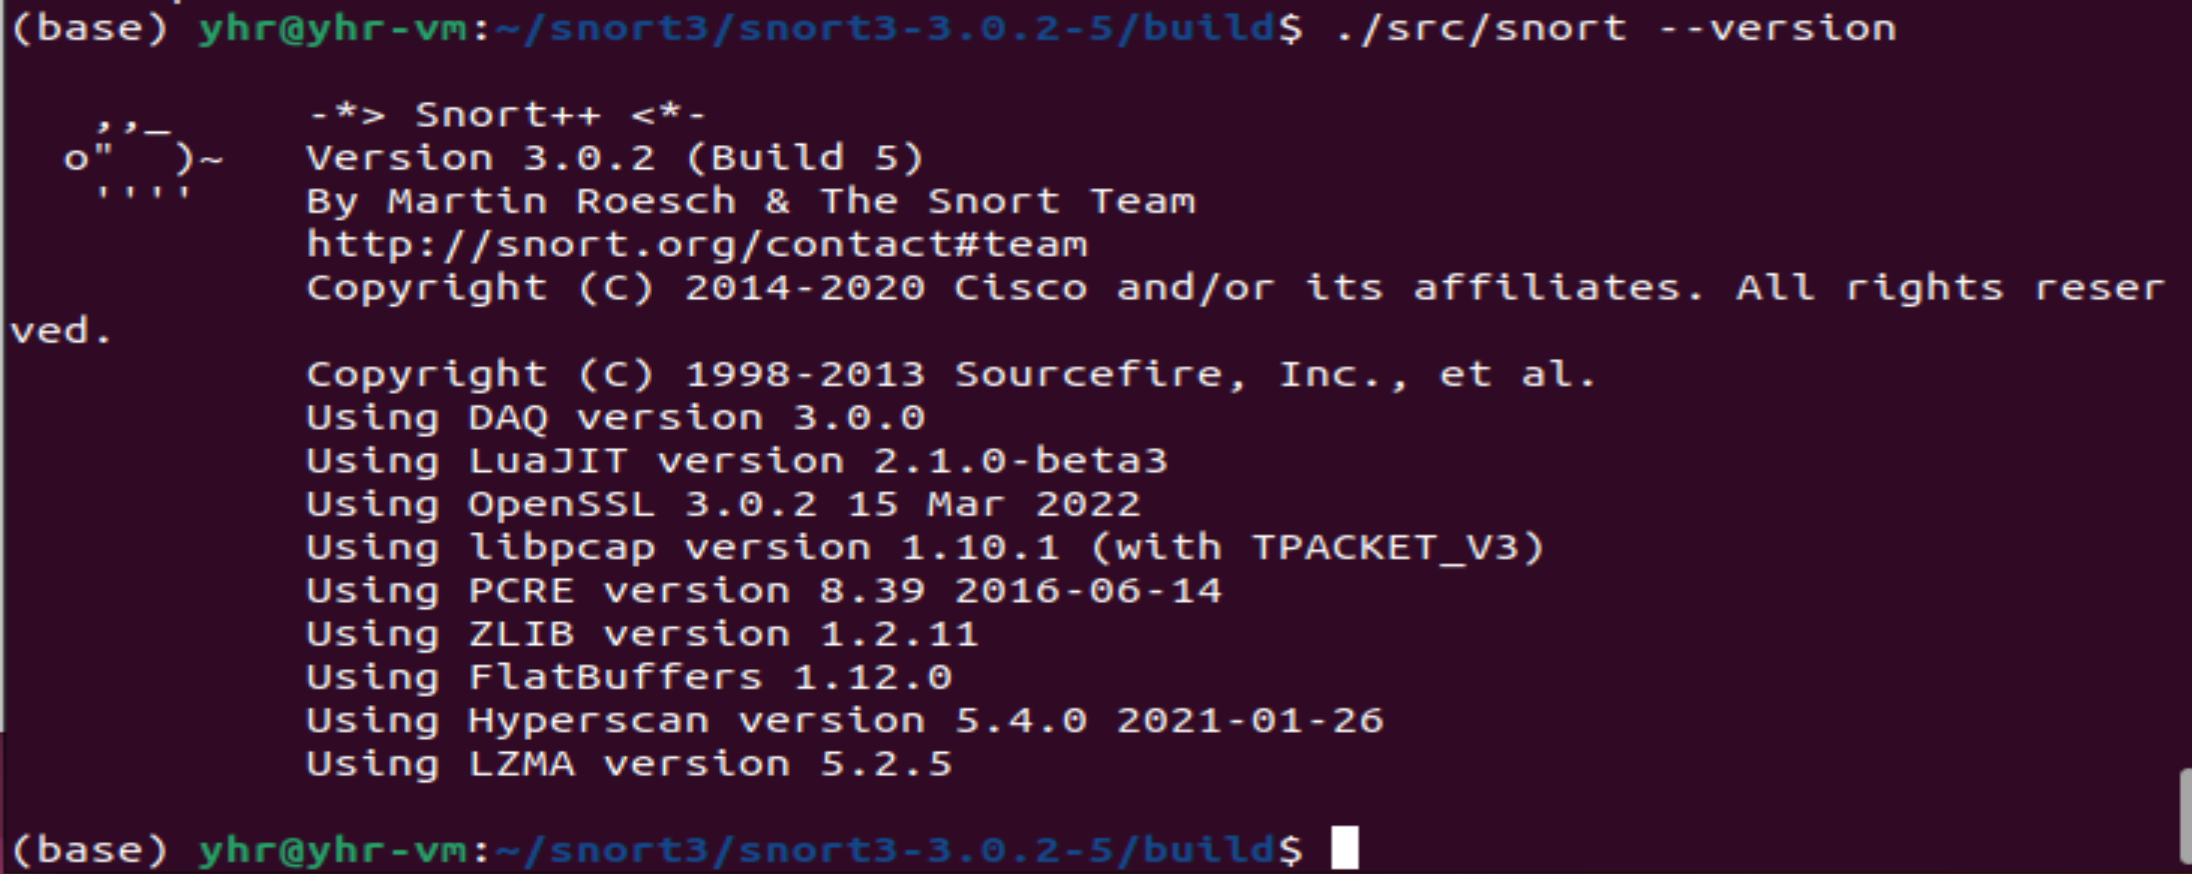 (base) yhr@yhr-vm:~/snort3/snort3-3.0.2-5/build$ ./src/snort --version

   ,,_     -*> Snort++ <*-
  o"  )~   Version 3.0.2 (Build 5)
   ''''    By Martin Roesch & The Snort Team
           http://snort.org/contact#team
           Copyright (C) 2014-2020 Cisco and/or its affiliates. All rights reser
ved.
           Copyright (C) 1998-2013 Sourcefire, Inc., et al.
           Using DAQ version 3.0.0
           Using LuaJIT version 2.1.0-beta3
           Using OpenSSL 3.0.2 15 Mar 2022
           Using libpcap version 1.10.1 (with TPACKET_V3)
           Using PCRE version 8.39 2016-06-14
           Using ZLIB version 1.2.11
           Using FlatBuffers 1.12.0
           Using Hyperscan version 5.4.0 2021-01-26
           Using LZMA version 5.2.5

(base) yhr@yhr-vm:~/snort3/snort3-3.0.2-5/build$